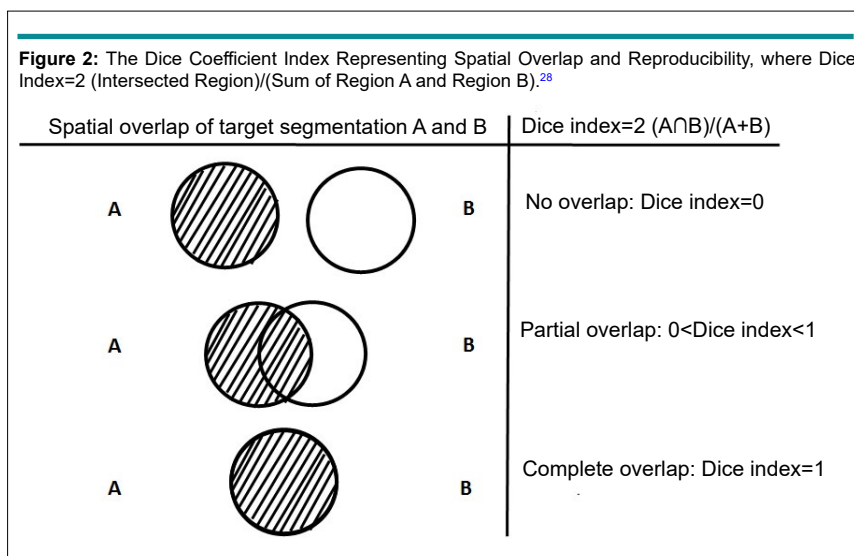 Figure 2: The Dice Coefficient Index Representing Spatial Overlap and Reproducibility, where Dice
Index=2 (Intersected Region)/(Sum of Region A and Region B).28
Spatial overlap of target segmentation A and B
Dice index=2 (A∩B)/(A+B)
A
B
No overlap: Dice index=0
A
B
Partial overlap: 0<Dice index<1
A
B
Complete overlap: Dice index=1